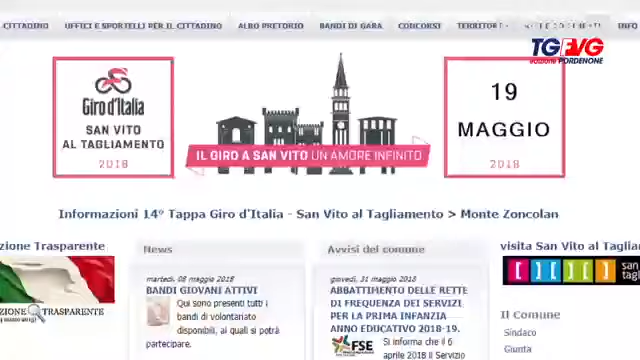 CITTADINO UFFICI E SPORTELLI PER IL CITTADINO ALBO PRETORIO BANDI DI GARA CONCORSI TERRITORI INFO
TGFVG
edizione PORDENONE
Giro d'Italia
SAN VITO
AL TAGLIAMENTO
2018
IL GIRO A SAN VITO UN AMORE INFINITO
19
MAGGIO
2018
Informazioni 14° Tappa Giro d'Italia - San Vito al Tagliamento > Monte Zoncolan
zione Trasparente
ZIONE TRASPARENTE
News
martedì, 08 maggio 2018
BANDI GIOVANI ATTIVI
Qui sono presenti tutti i
bandi di volontariato
disponibili, ai quali si potrà
partecipare.
Avvisi del comune
giovedì, 31 maggio 2018
ABBATTIMENTO DELLE RETTE
DI FREQUENZA DEI SERVIZI
PER LA PRIMA INFANZIA
ANNO EDUCATIVO 2018-19.
FSE
Si informa che il 6
aprile 2018 il Servizio
visita San Vito al Tagliam
san
tagli
Il Comune
Sindaco
Giunta